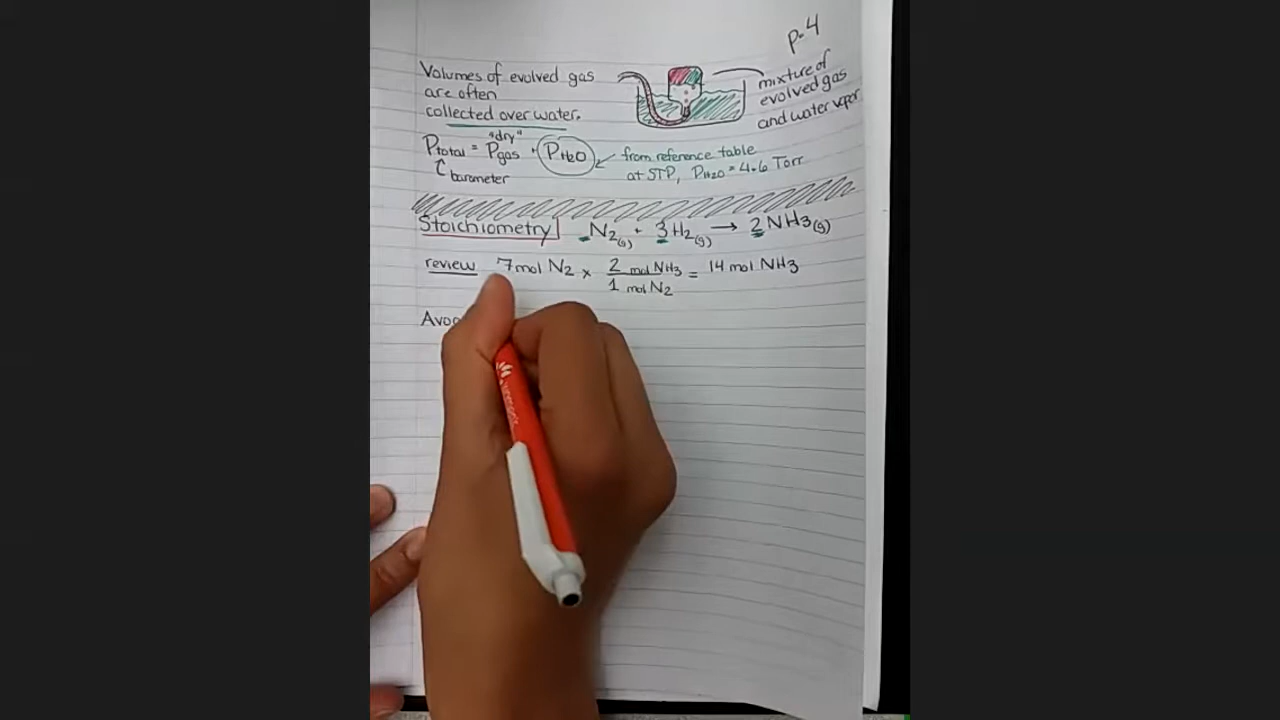 p.4
Volumes of evolved gas
are often
collected over water.
mixture of
evolved gas
and water vapor
Ptotal = "dry" Pgas + PH2O
barometer
from reference table
at STP, PH2O = 4.6 Torr
Stoichiometry _N2(g) + 3H2(g) → 2NH3(g)
review 7 mol N2 x 2 mol NH3 / 1 mol N2 = 14 mol NH3